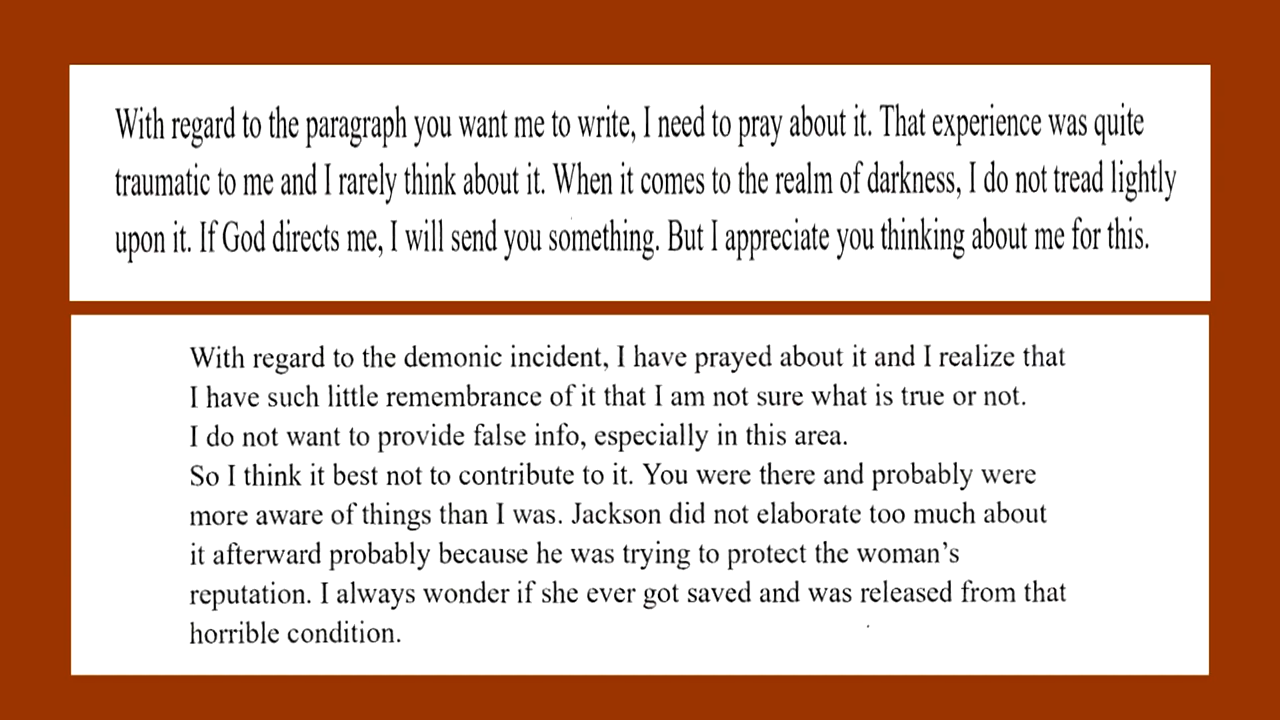 With regard to the paragraph you want me to write, I need to pray about it. That experience was quite
traumatic to me and I rarely think about it. When it comes to the realm of darkness, I do not tread lightly
upon it. If God directs me, I will send you something. But I appreciate you thinking about me for this.
With regard to the demonic incident, I have prayed about it and I realize that
I have such little remembrance of it that I am not sure what is true or not.
I do not want to provide false info, especially in this area.
So I think it best not to contribute to it. You were there and probably were
more aware of things than I was. Jackson did not elaborate too much about
it afterward probably because he was trying to protect the woman’s
reputation. I always wonder if she ever got saved and was released from that
horrible condition.